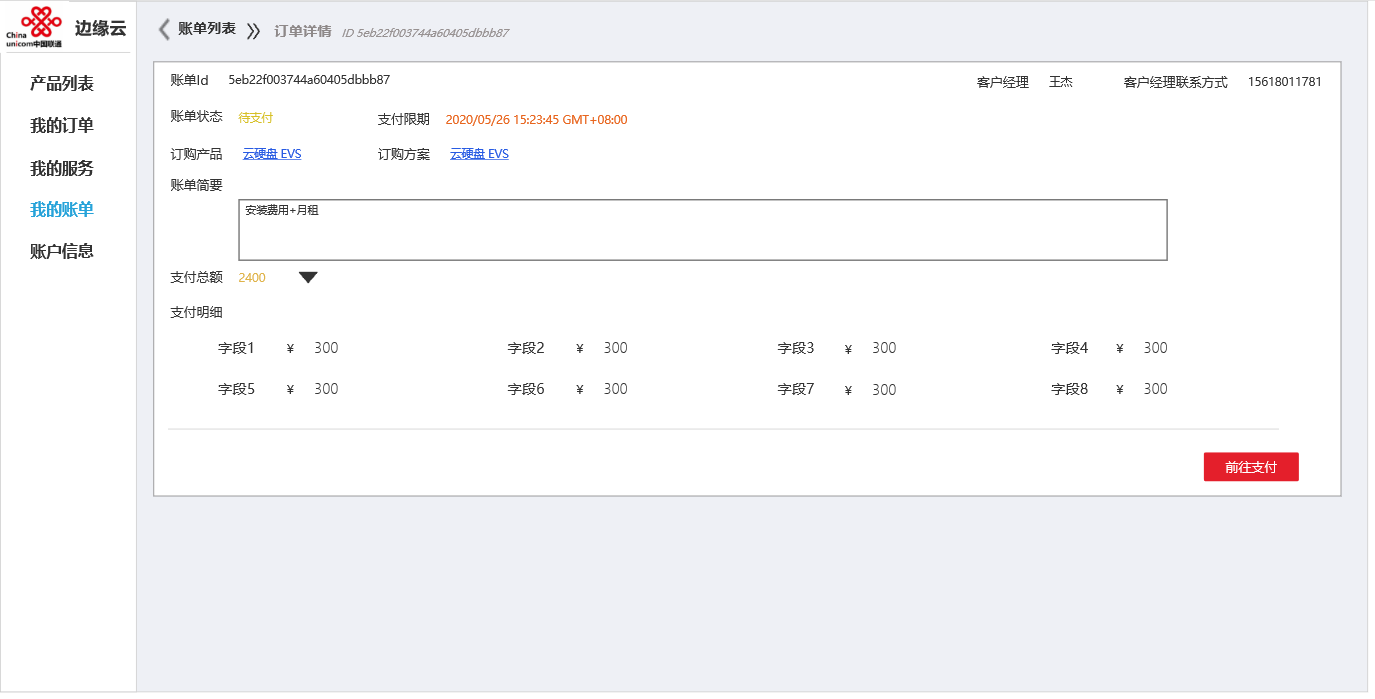 China
unicom中国联通
边缘云
账单列表 订单详情 ID 5eb22f003744a60405dbbb87
产品列表
我的订单
我的服务
我的账单
账户信息
账单Id 5eb22f003744a60405dbbb87 客户经理 王杰 客户经理联系方式 15618011781
账单状态 待支付 支付限期 2020/05/26 15:23:45 GMT+08:00
订购产品 云硬盘 EVS 订购方案 云硬盘 EVS
账单简要
安装费用+月租
支付总额 2400
支付明细
字段1 ¥ 300 字段2 ¥ 300 字段3 ¥ 300 字段4 ¥ 300
字段5 ¥ 300 字段6 ¥ 300 字段7 ¥ 300 字段8 ¥ 300
前往支付